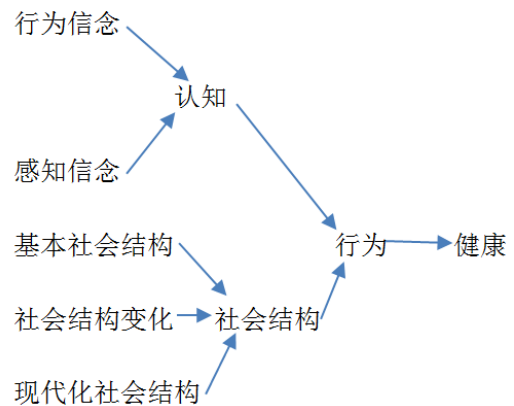 行为信念
认知
感知信念
基本社会结构
行为
健康
社会结构变化
社会结构
现代化社会结构